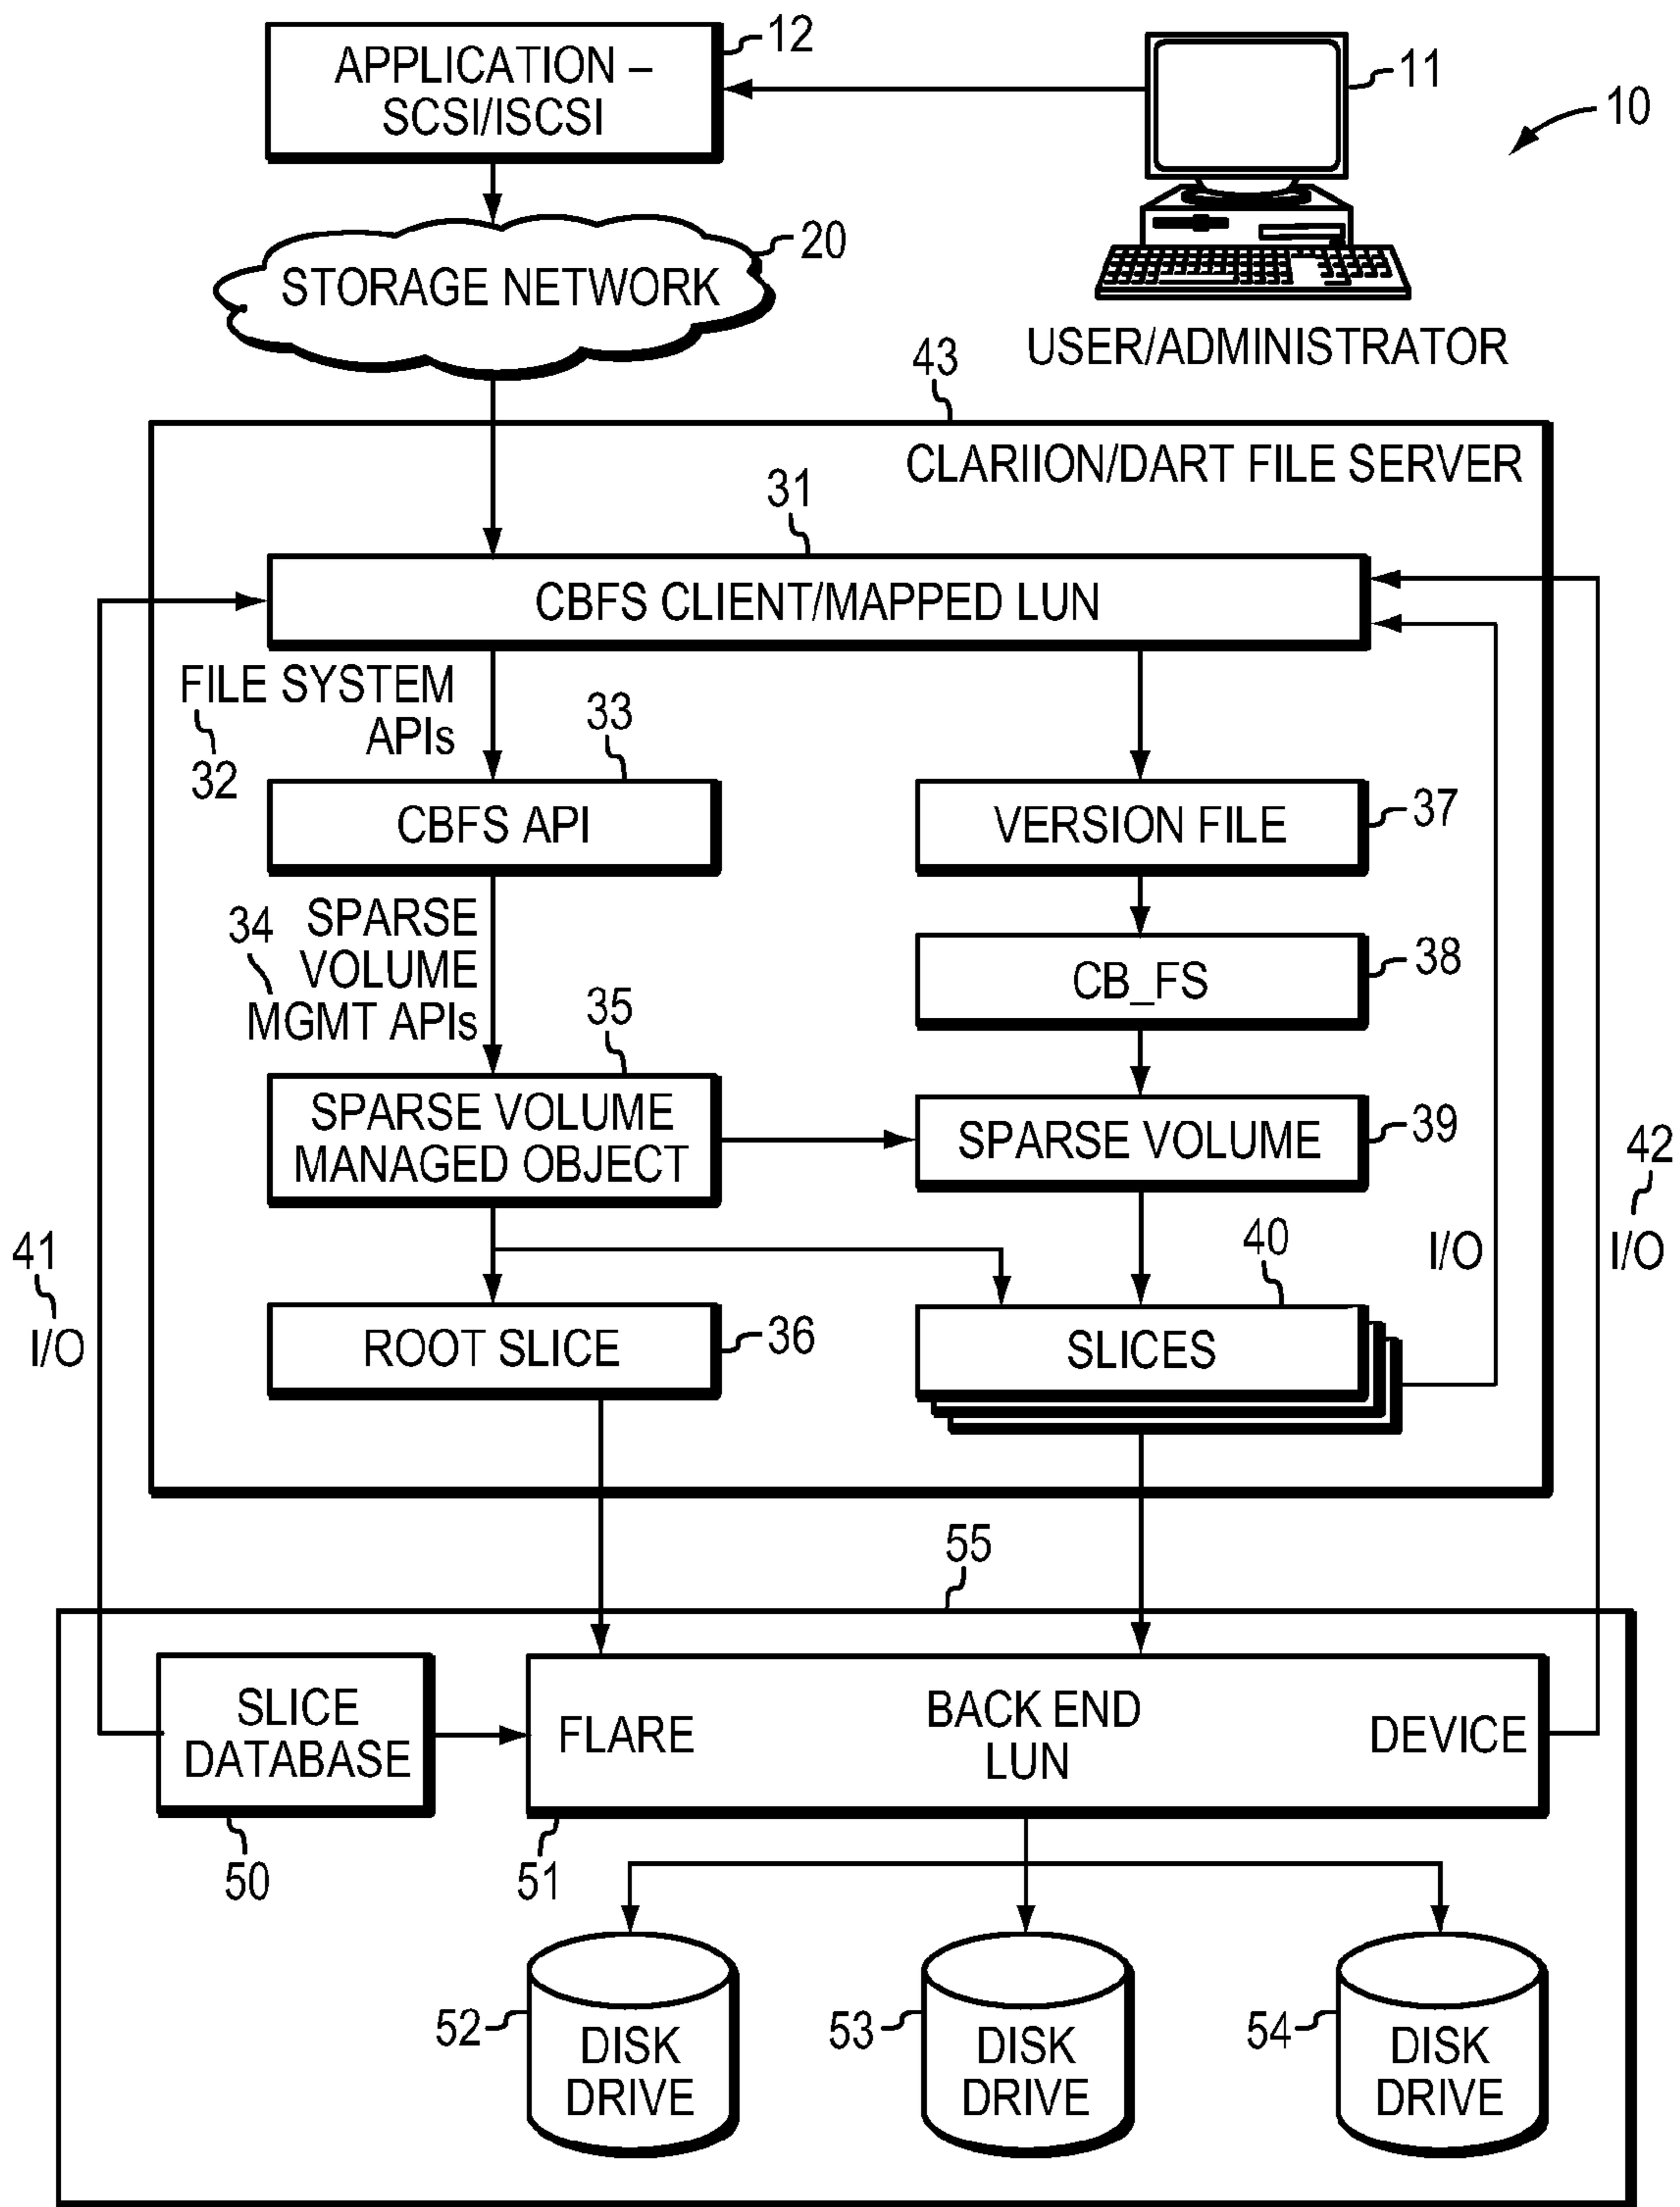 APPLICATION –
SCSI/ISCSI
12
11
10
STORAGE NETWORK
20
USER/ADMINISTRATOR
43
CLARIION/DART FILE SERVER
31
CBFS CLIENT/MAPPED LUN
FILE SYSTEM
APIs
32
33
CBFS API
VERSION FILE
37
34
SPARSE
VOLUME
MGMT APIs
CB_FS
38
35
SPARSE VOLUME
MANAGED OBJECT
SPARSE VOLUME
39
42
I/O
41
I/O
40
I/O
ROOT SLICE
36
SLICES
55
SLICE
DATABASE
50
FLARE
BACK END
LUN
DEVICE
51
52
DISK
DRIVE
53
DISK
DRIVE
54
DISK
DRIVE